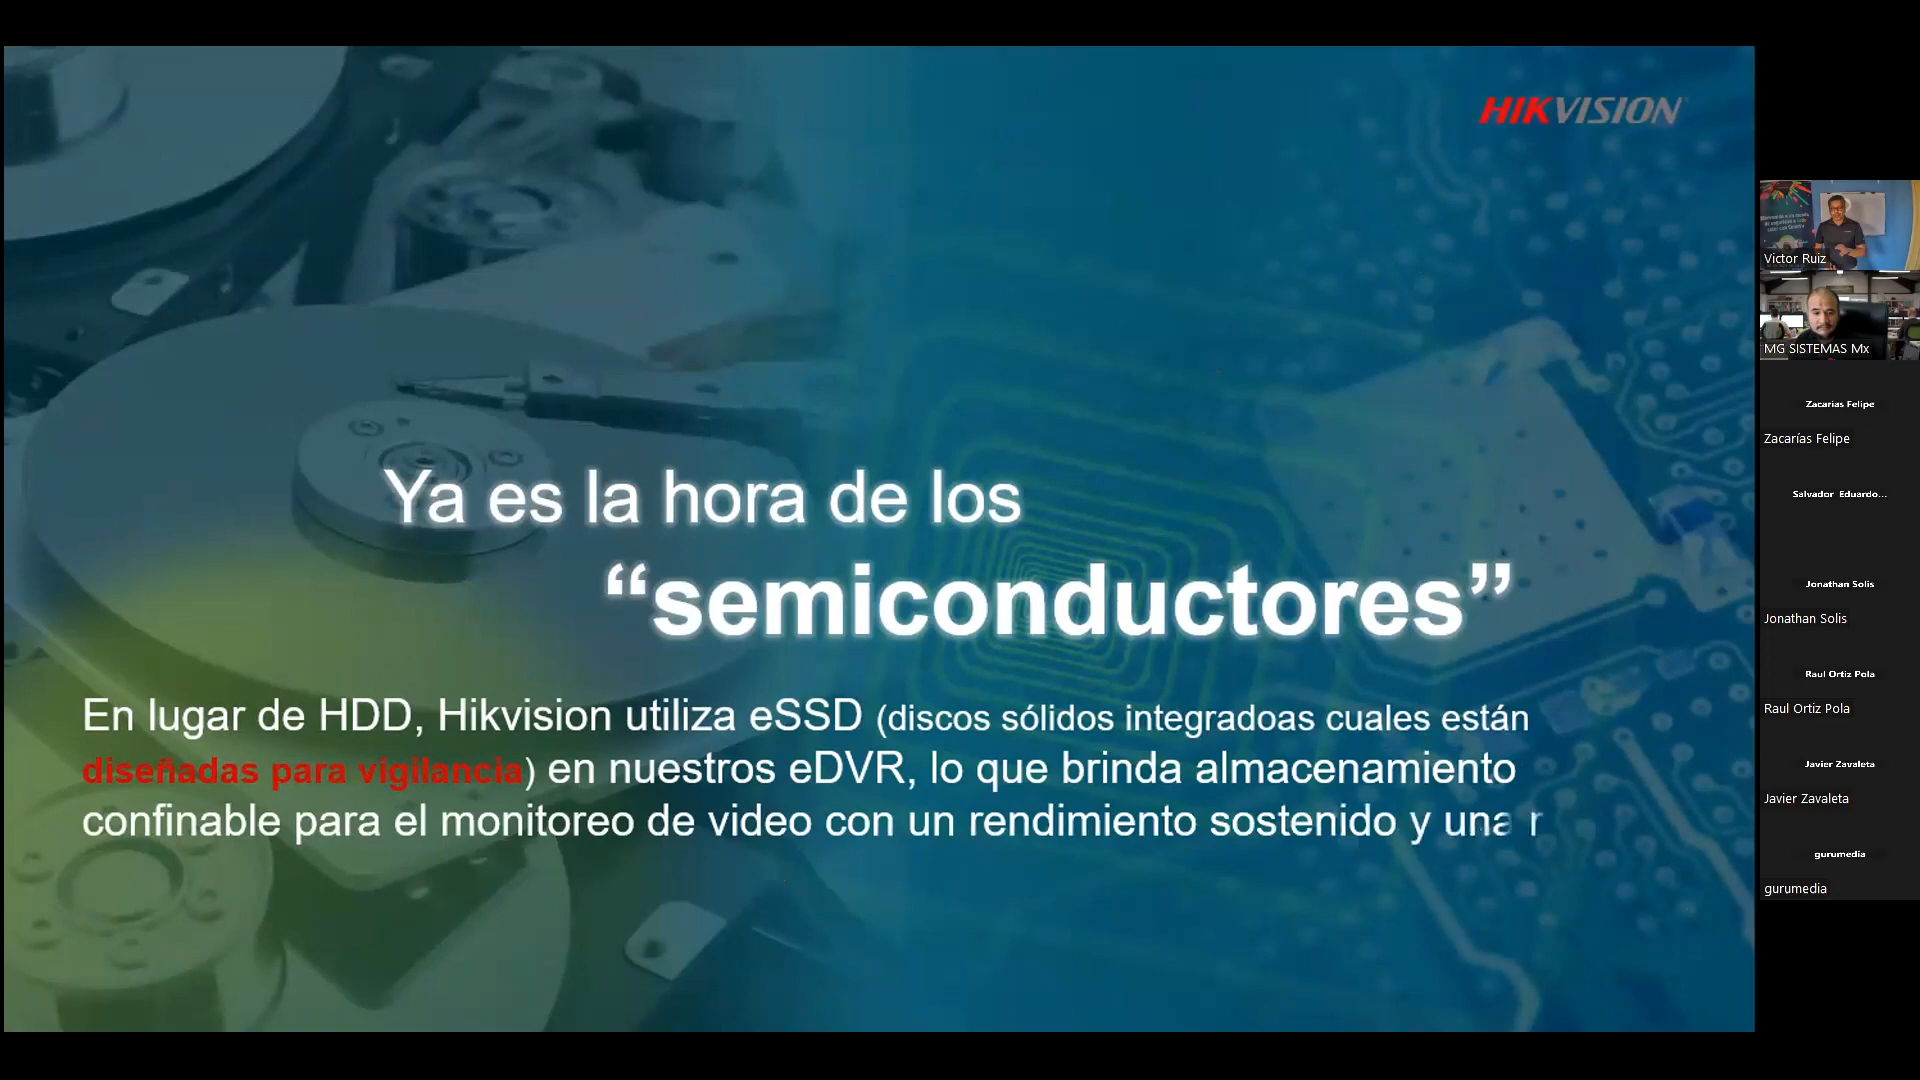 HIKVISION
Ya es la hora de los
“semiconductores”
En lugar de HDD, Hikvision utiliza eSSD (discos sólidos integradoas cuales están
diseñadas para vigilancia) en nuestros eDVR, lo que brinda almacenamiento
confinable para el monitoreo de video con un rendimiento sostenido y una r
Victor Ruiz
MG SISTEMAS Mx
Zacarías Felipe
Zacarías Felipe
Salvador Eduardo...
Jonathan Solis
Jonathan Solis
Raul Ortiz Pola
Raul Ortiz Pola
Javier Zavaleta
Javier Zavaleta
gurumedia
gurumedia